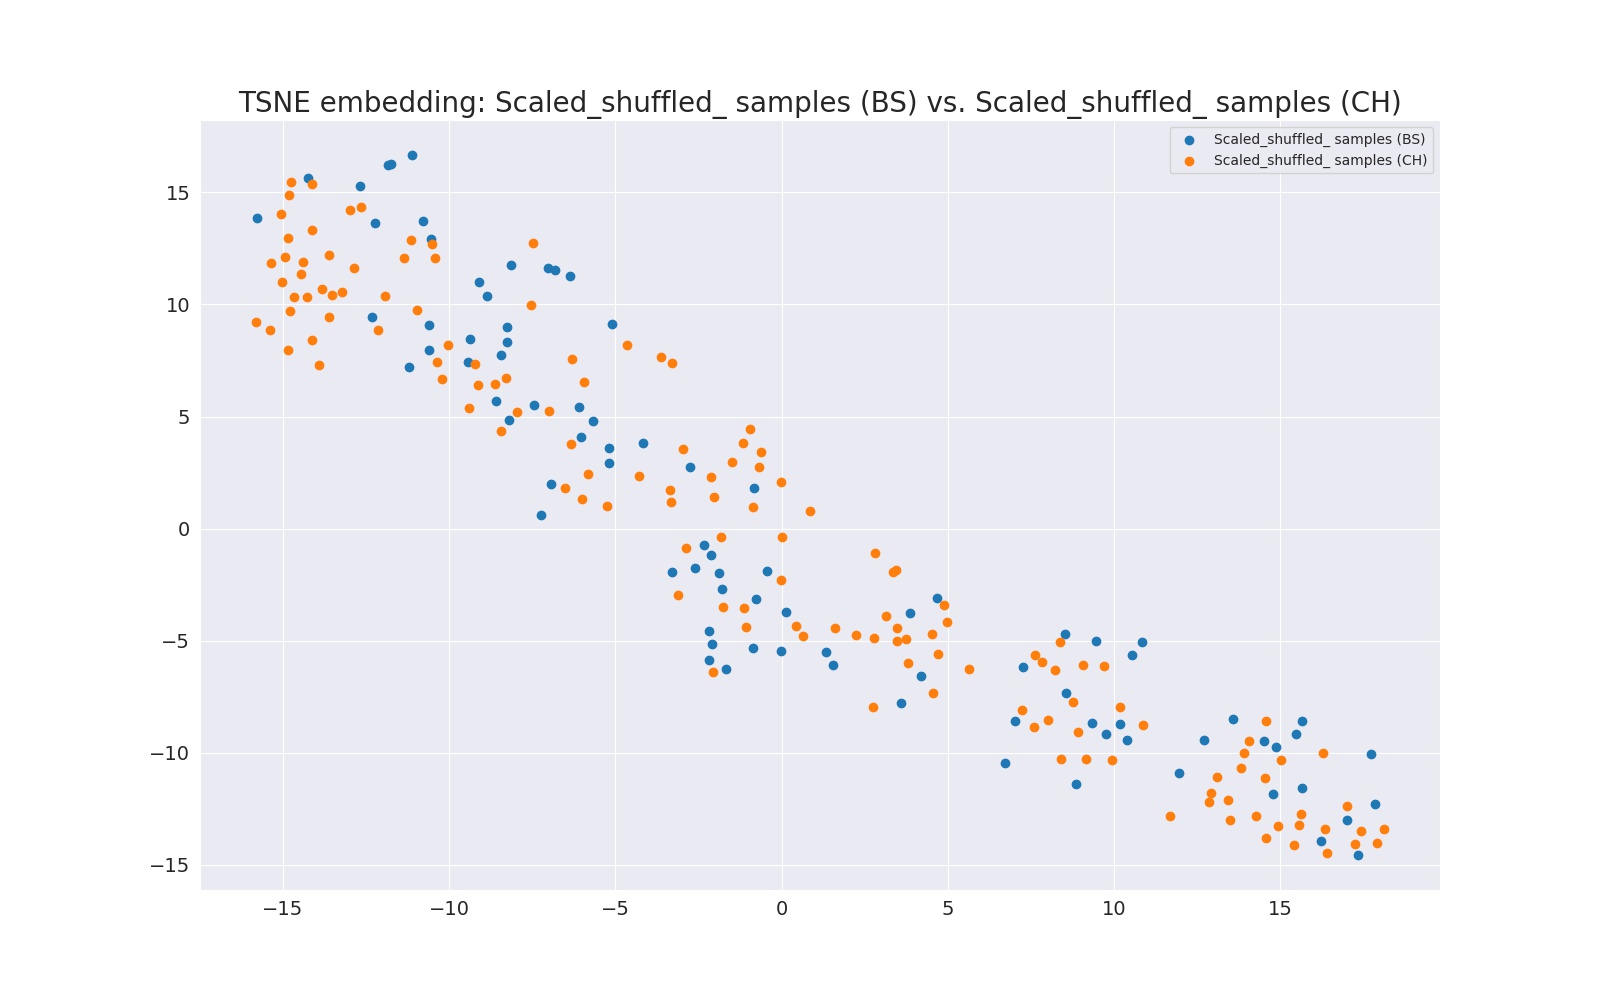 TSNE embedding: Scaled_shuffled_ samples (BS) vs. Scaled_shuffled_ samples (CH)
Scaled_shuffled_ samples (BS)
Scaled_shuffled_ samples (CH)
15
10
5
0
−5
−10
−15
−15 −10 −5 0 5 10 15